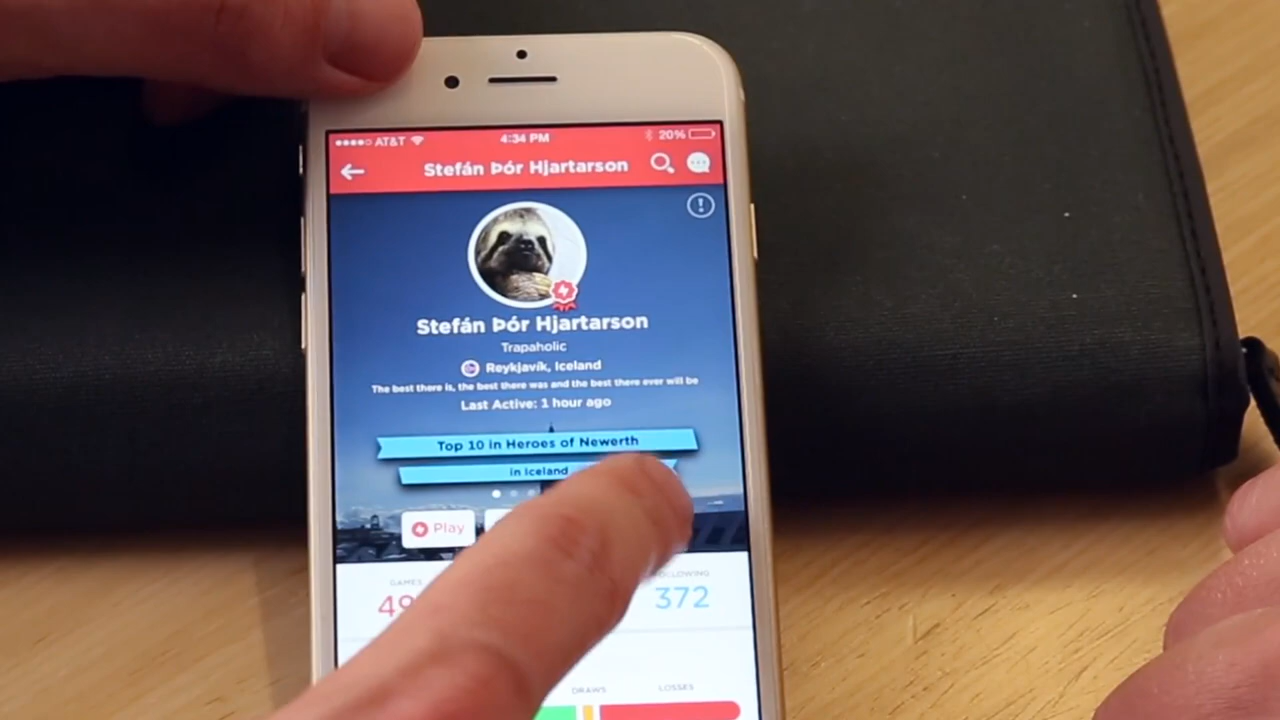 AT&T 4:34 PM 20%
Stefán Þór Hjartarson
Stefán Þór Hjartarson
Trapaholic
Reykjavík, Iceland
The best there is, the best there was and the best there ever will be
Last Active: 1 hour ago
Top 10 in Heroes of Newerth
in Iceland
Play
GAMES FOLLOWING
372
DRAWS LOSSES